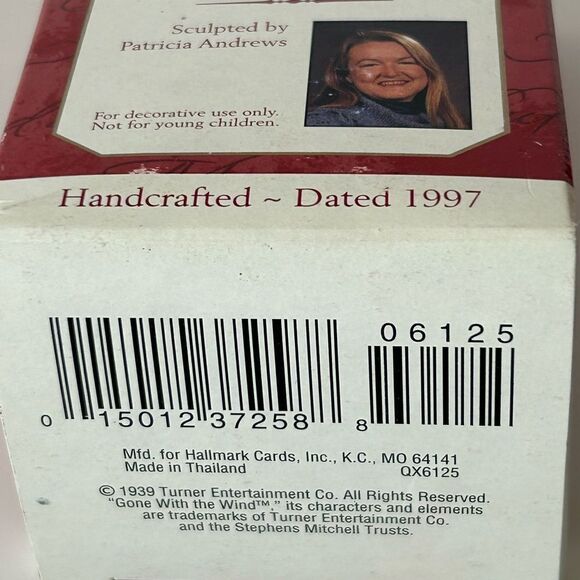 Sculpted by
Patricia Andrews
For decorative use only.
Not for young children.
Handcrafted ~ Dated 1997
06125
0 15012 37258 8
Mfd. for Hallmark Cards, Inc., K.C., MO 64141
Made in Thailand QX6125
© 1939 Turner Entertainment Co. All Rights Reserved.
"Gone With the Wind™," its characters and elements
are trademarks of Turner Entertainment Co.
and the Stephens Mitchell Trusts.